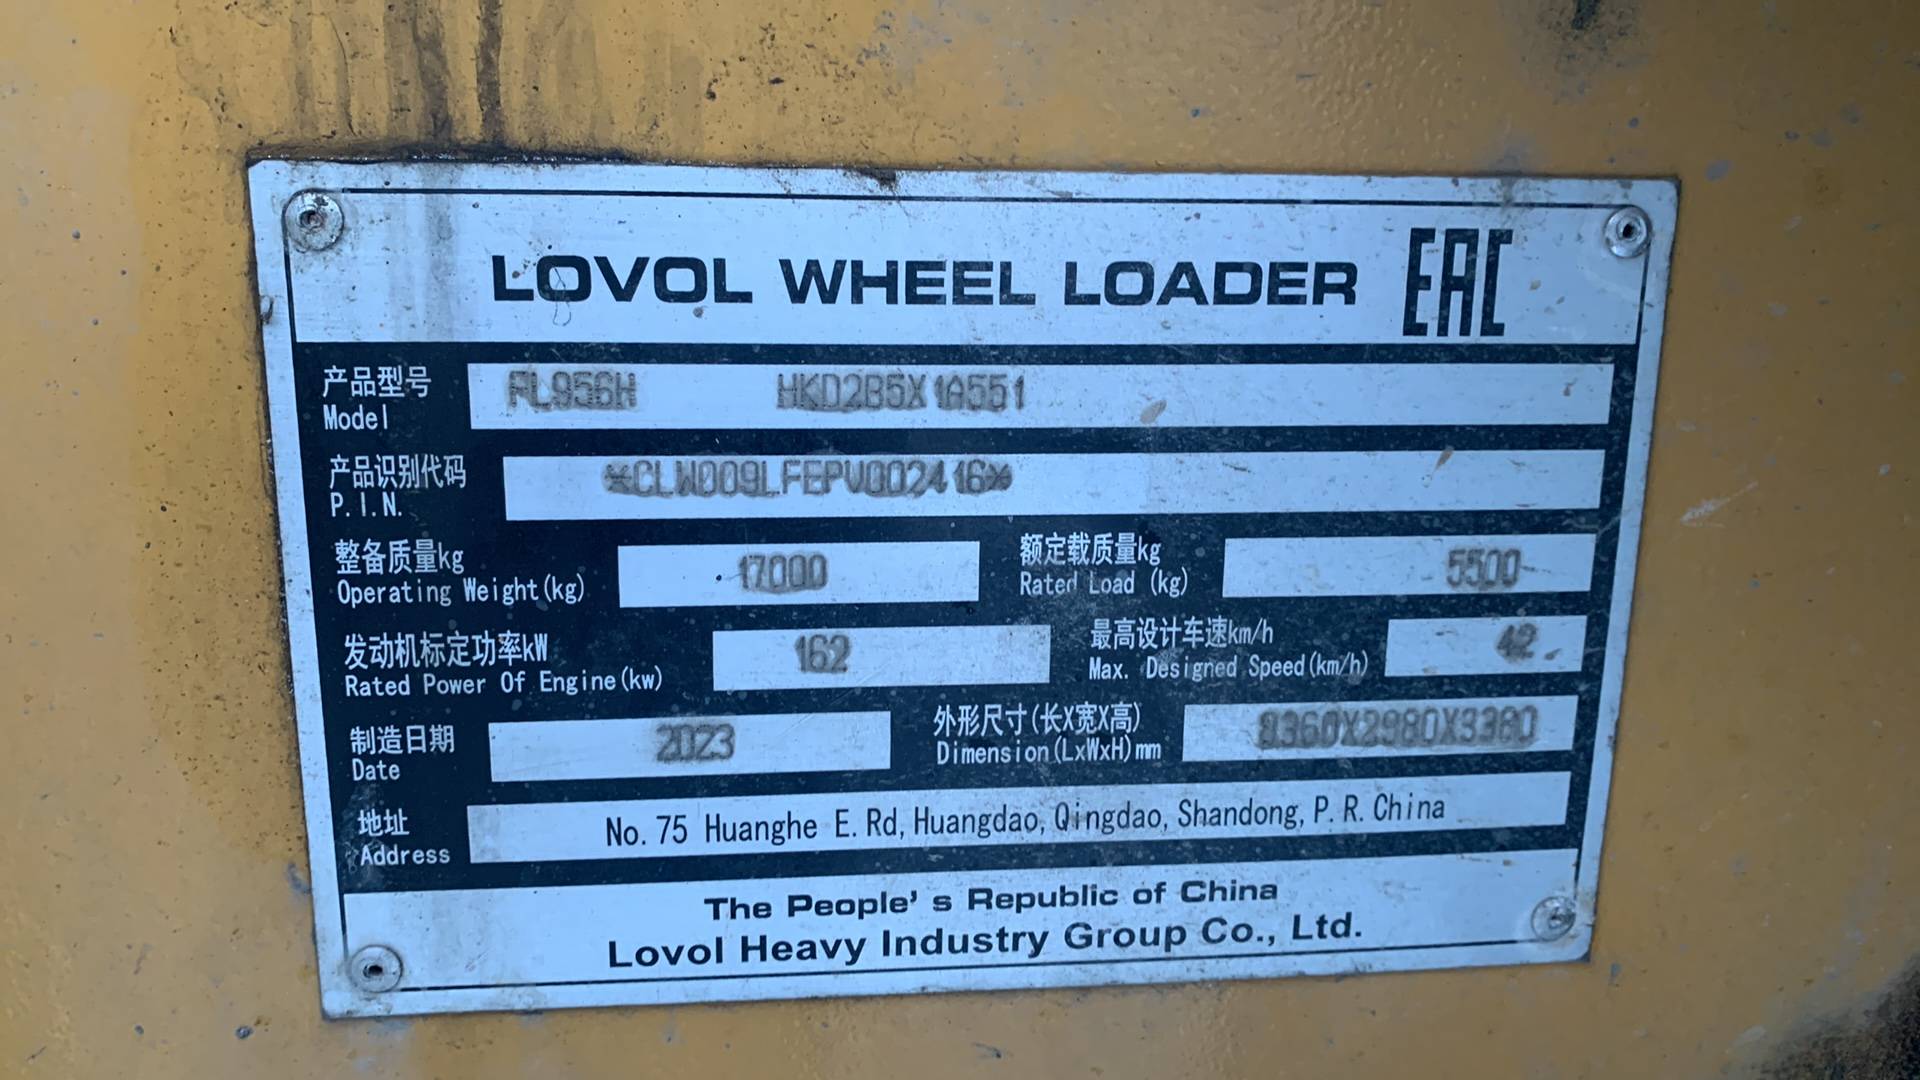 LOVOL WHEEL LOADER EAC
产品型号 FL956H HKD2B5X1A551
Model
产品识别代码 *CLW009LFEPV002416*
P.I.N.
整备质量kg 17000 额定载质量kg 5500
Operating Weight(kg) Rated Load (kg)
发动机标定功率kW 162 最高设计车速km/h 42
Rated Power Of Engine(kw) Max. Designed Speed(km/h)
制造日期 2023 外形尺寸(长X宽X高) 8360X2980X3380
Date Dimension(LxWxH)mm
地址 No. 75 Huanghe E. Rd, Huangdao, Qingdao, Shandong, P. R. China
Address
The People's Republic of China
Lovol Heavy Industry Group Co., Ltd.